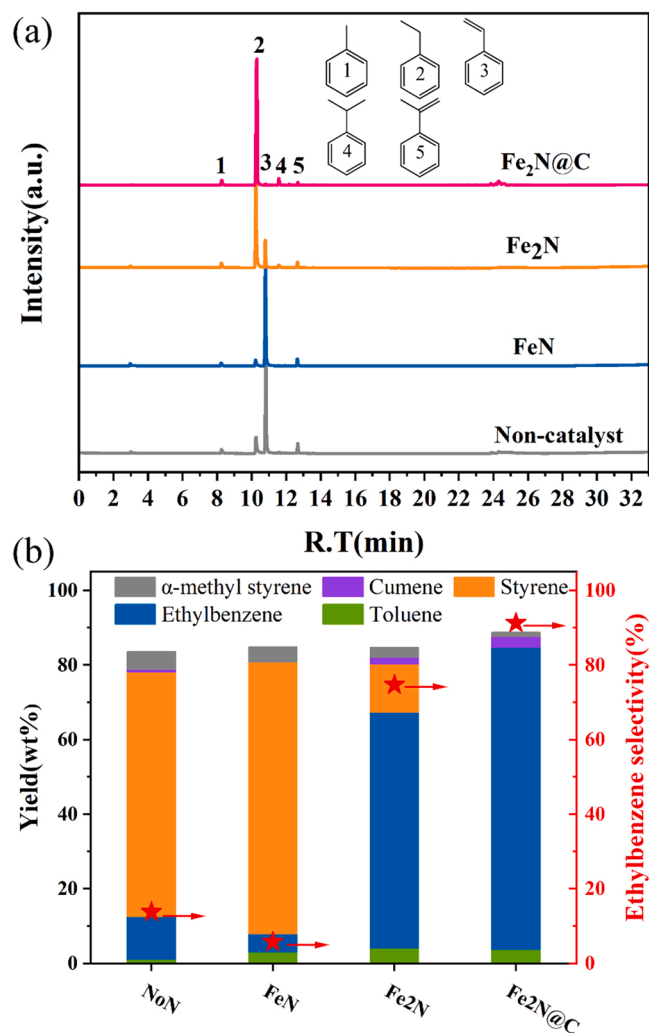 (a)
Intensity(a.u.)
2
1
3
4
5
1
2
3
4
5
Fe₂N@C
Fe₂N
FeN
Non-catalyst
0 2 4 6 8 10 12 14 16 18 20 22 24 26 28 30 32
R.T(min)
(b)
α-methyl styrene Cumene Styrene
Ethylbenzene Toluene
Yield(wt%)
100
80
60
40
20
0
100
80
60
40
20
0
Ethylbenzene selectivity(%)
NoN FeN Fe2N Fe2N@C